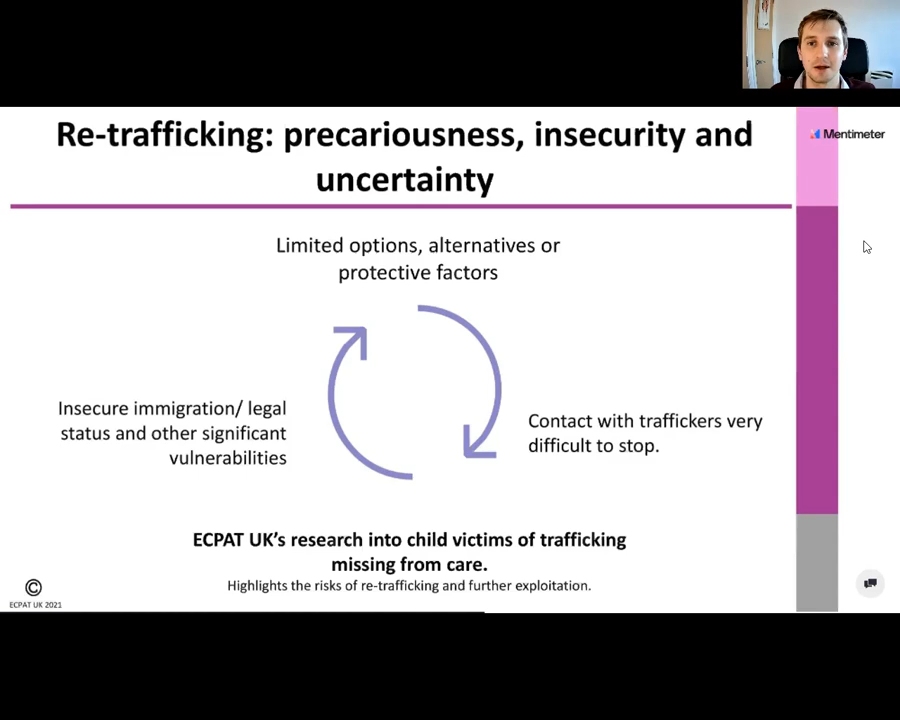 Re-trafficking: precariousness, insecurity and
uncertainty
Mentimeter
Limited options, alternatives or
protective factors
Insecure immigration/ legal
status and other significant
vulnerabilities
Contact with traffickers very
difficult to stop.
ECPAT UK's research into child victims of trafficking
missing from care.
Highlights the risks of re-trafficking and further exploitation.
©
ECPAT UK 2021